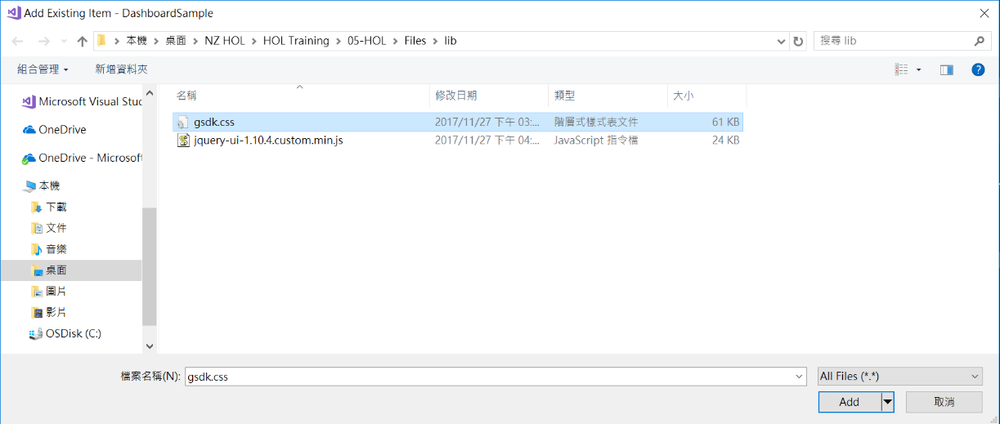 Add Existing Item - DashboardSample
本機 > 桌面 > NZ HOL > HOL Training > 05-HOL > Files > lib
搜尋 lib
組合管理 新增資料夾
名稱 修改日期 類型 大小
Microsoft Visual Stuc
OneDrive
OneDrive - Microsoft
本機
下載
文件
音樂
桌面
圖片
影片
OSDisk (C:)
gsdk.css 2017/11/27 下午 03:... 階層式樣式表文件 61 KB
jquery-ui-1.10.4.custom.min.js 2017/11/27 下午 04:... JavaScript 指令檔 24 KB
檔案名稱(N): gsdk.css All Files (*.*)
Add 取消